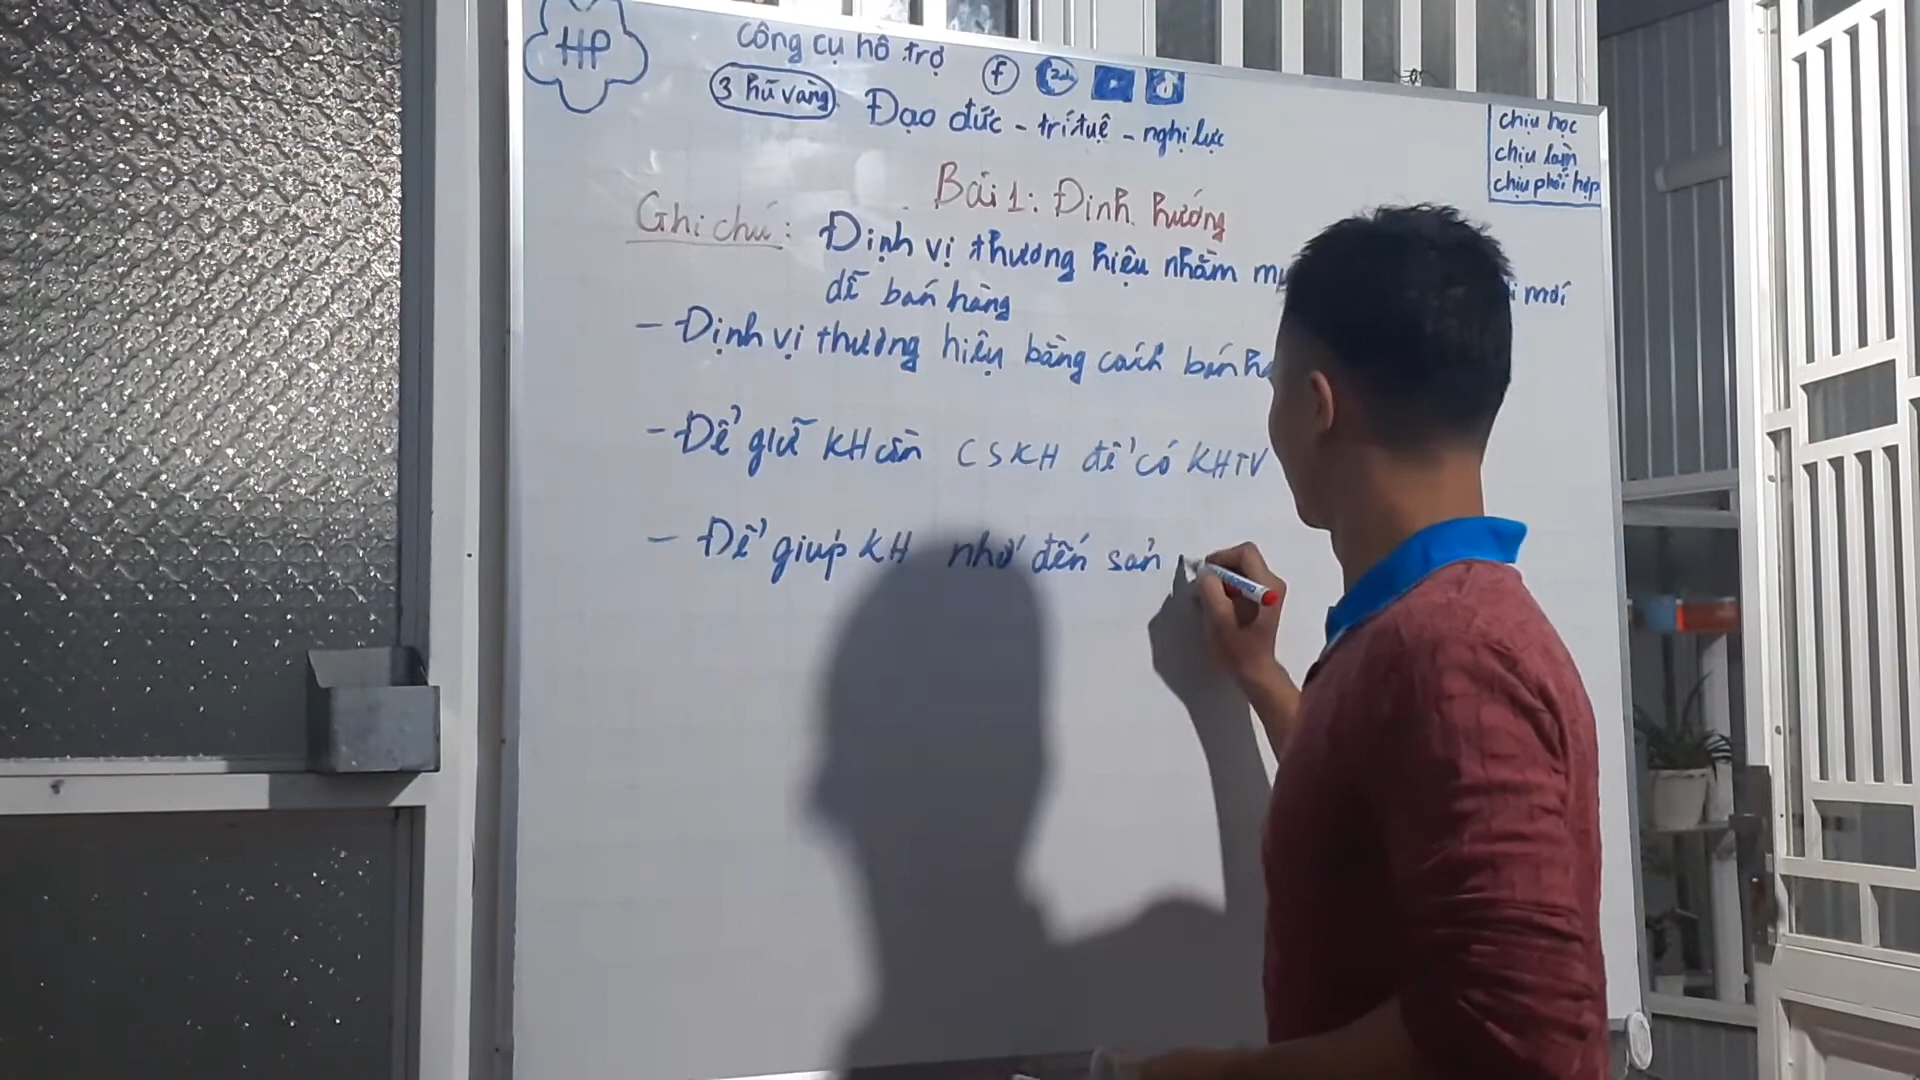 HP
Công cụ hỗ trợ
f
3 hũ vàng
Đạo đức - trí tuệ - nghị lực
chịu học
chịu làm
chịu phối hợp
Bài 1: Định hướng
Ghi chú: Định vị thương hiệu nhằm mới
dễ bán hàng
- Định vị thương hiệu bằng cách bán
- Để giữ KH cần CSKH để có KHTV
- Để giúp KH nhớ đến sản